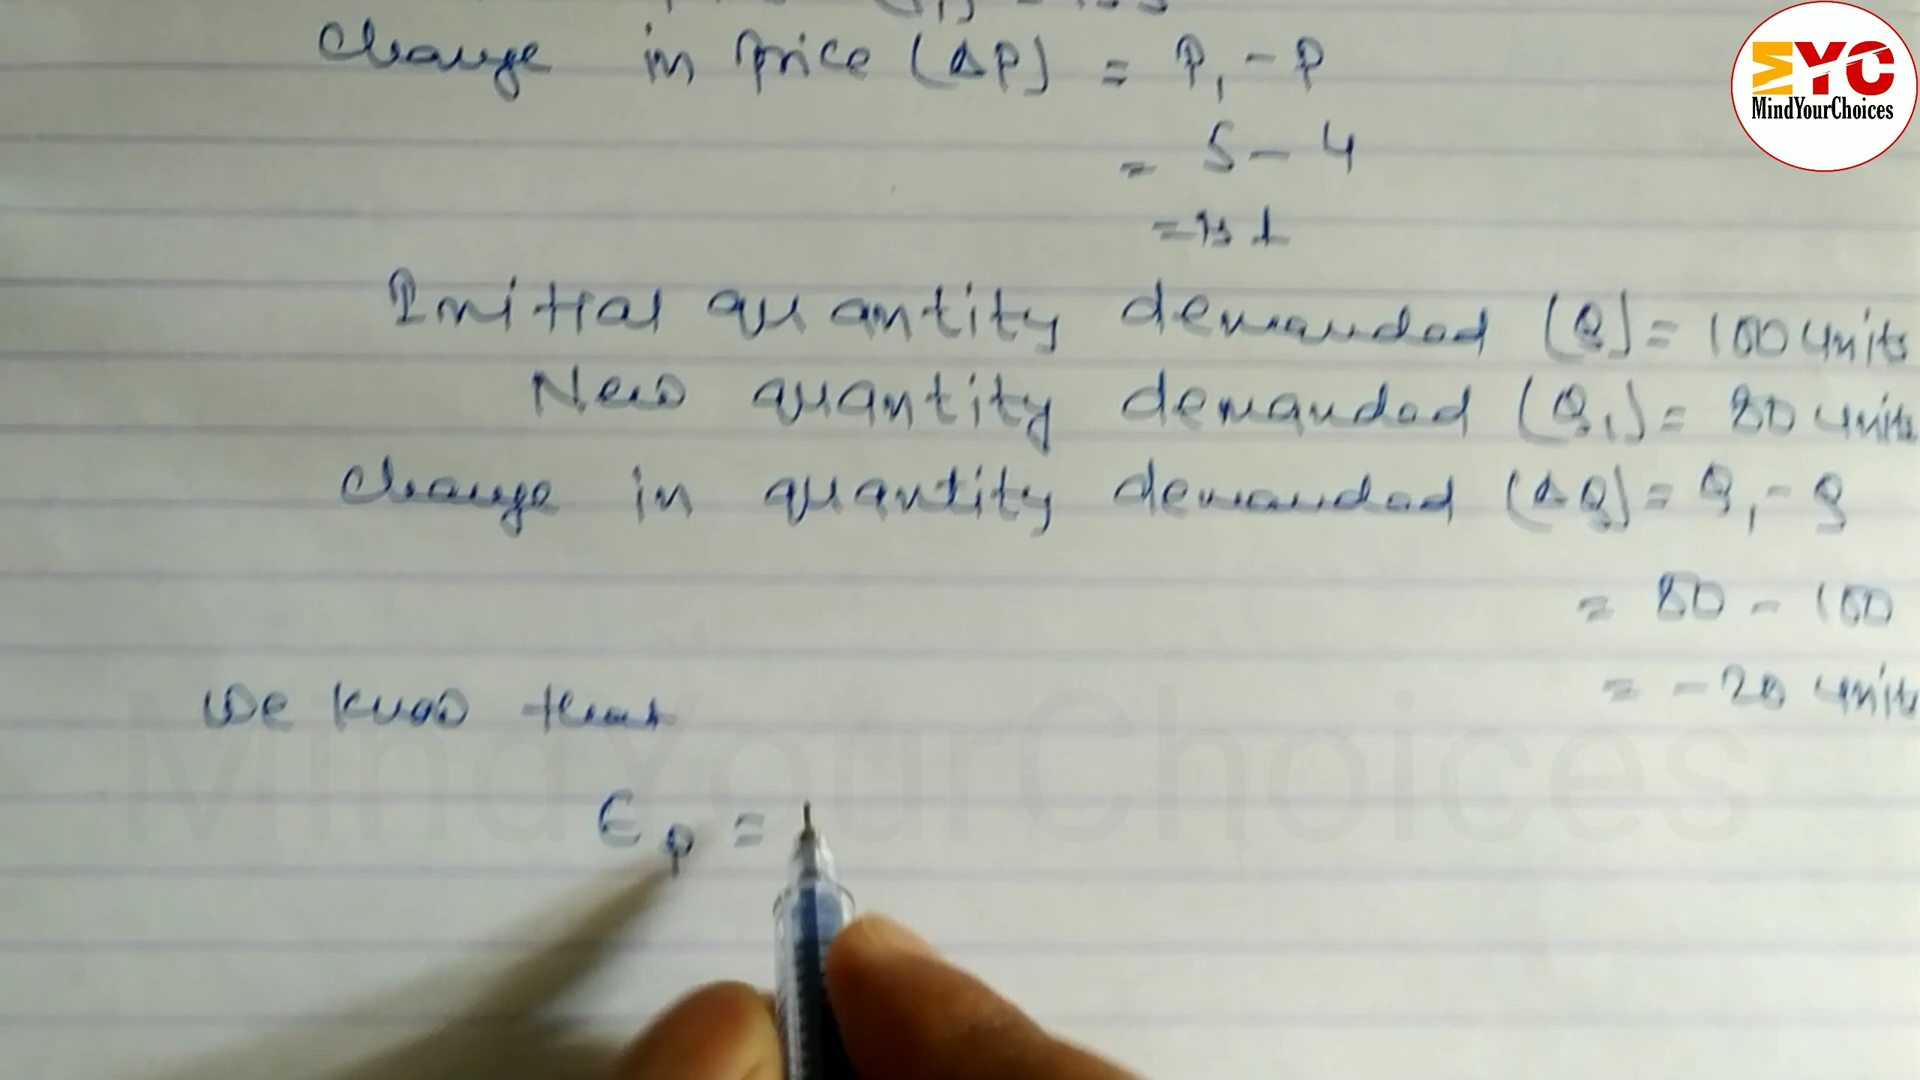 Change in Price (ΔP) = P₁ - P
= 5 - 4
= Rs 1
Initial quantity demanded (Q) = 100 Units
New quantity demanded (Q₁) = 80 Units
Change in quantity demanded (ΔQ) = Q₁ - Q
= 80 - 100
= -20 Units
We know that
Ep =
MYC
MindYourChoices
MindYourChoices